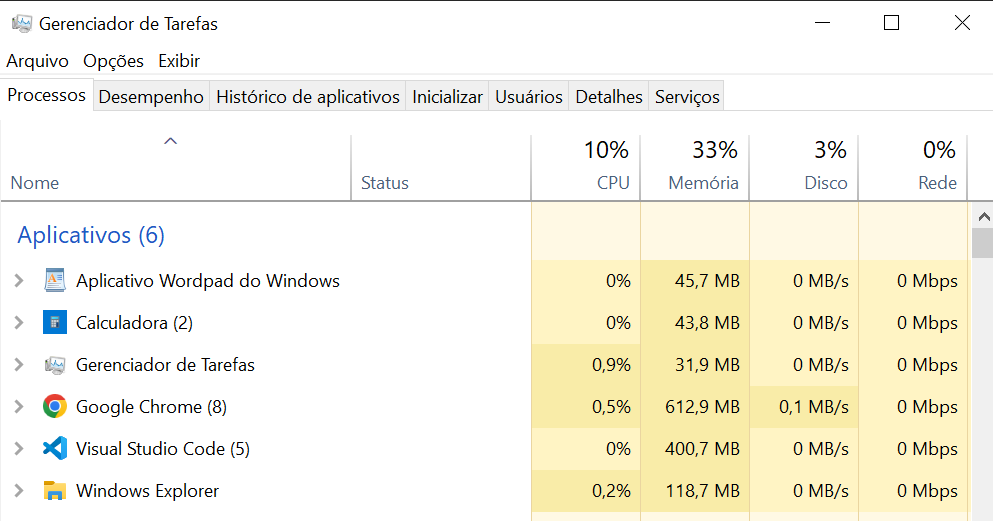 Gerenciador de Tarefas
Arquivo Opções Exibir
Processos Desempenho Histórico de aplicativos Inicializar Usuários Detalhes Serviços
10% 33% 3% 0%
Nome Status CPU Memória Disco Rede
Aplicativos (6)
Aplicativo Wordpad do Windows 0% 45,7 MB 0 MB/s 0 Mbps
Calculadora (2) 0% 43,8 MB 0 MB/s 0 Mbps
Gerenciador de Tarefas 0,9% 31,9 MB 0 MB/s 0 Mbps
Google Chrome (8) 0,5% 612,9 MB 0,1 MB/s 0 Mbps
Visual Studio Code (5) 0% 400,7 MB 0 MB/s 0 Mbps
Windows Explorer 0,2% 118,7 MB 0 MB/s 0 Mbps